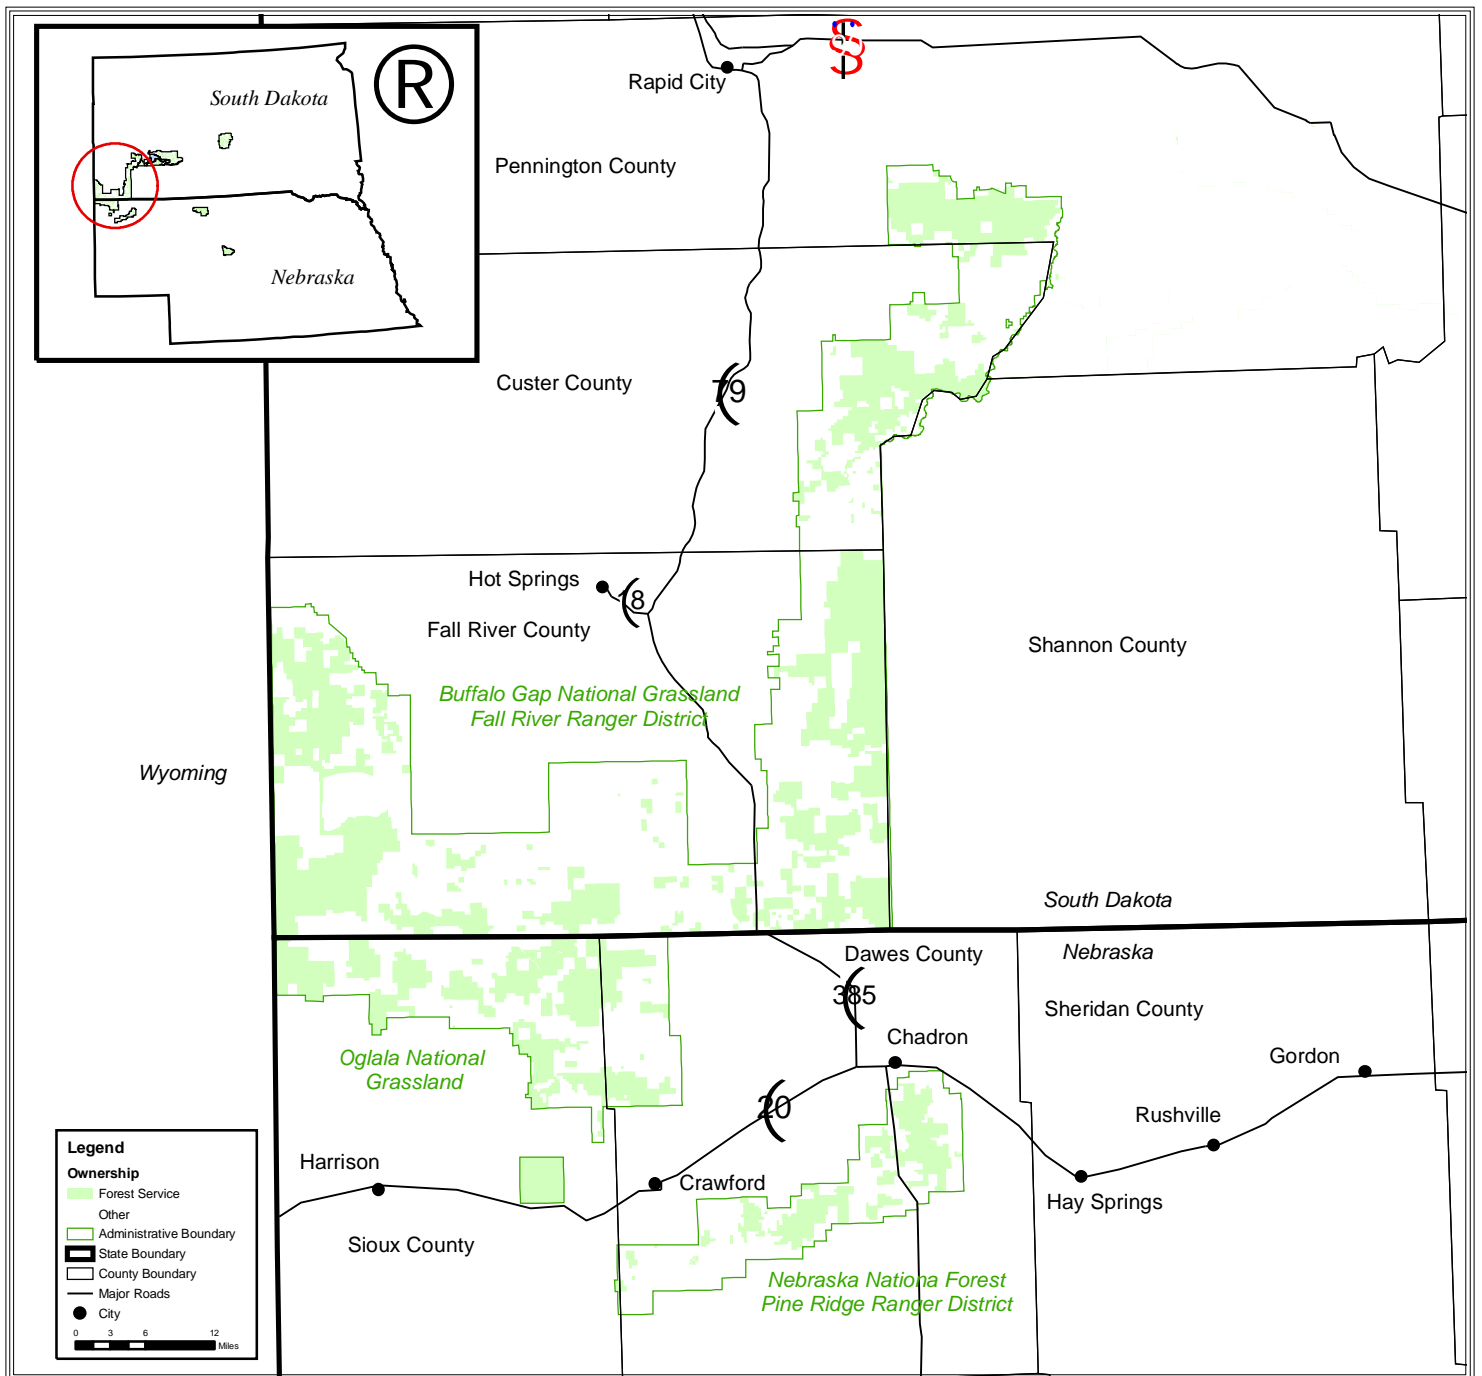 South Dakota
Nebraska
®
Rapid City
Pennington County
Custer County
79
Hot Springs
18
Fall River County
Shannon County
Buffalo Gap National Grassland
Fall River Ranger District
Wyoming
South Dakota
Nebraska
Dawes County
385
Sheridan County
Chadron
Gordon
Oglala National
Grassland
20
Rushville
Harrison
Crawford
Hay Springs
Sioux County
Nebraska Nationa Forest
Pine Ridge Ranger District
Legend
Ownership
Forest Service
Other
Administrative Boundary
State Boundary
County Boundary
Major Roads
City
0 3 6 12
Miles